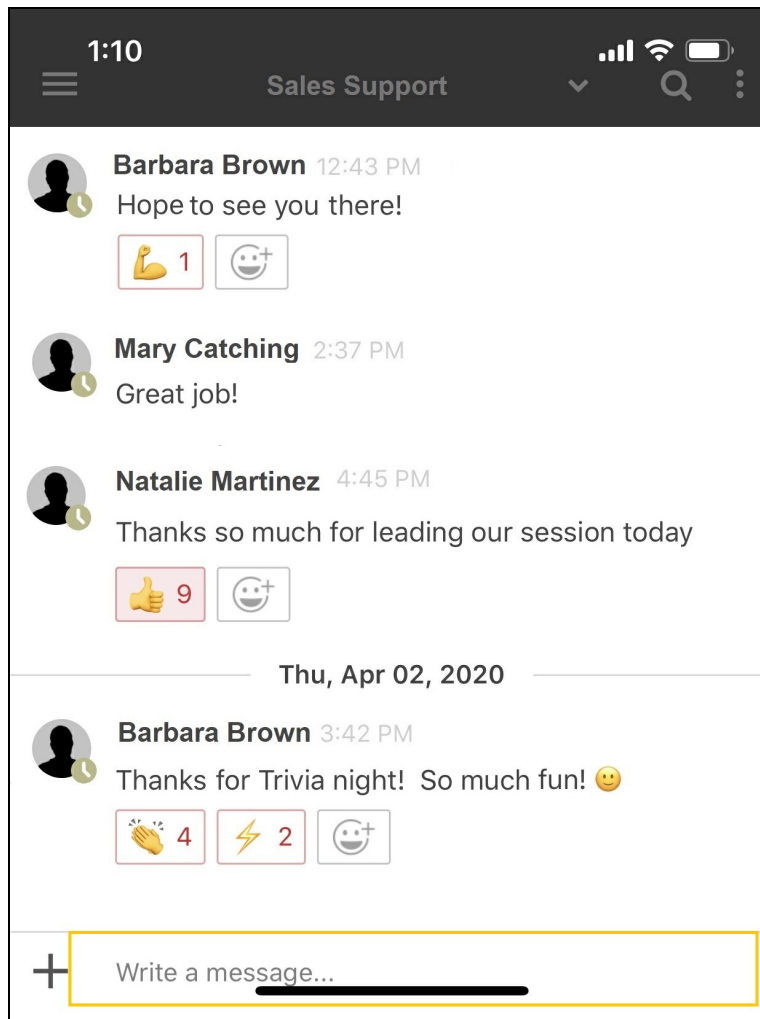 1:10
Sales Support
Barbara Brown 12:43 PM
Hope to see you there!
💪 1
Mary Catching 2:37 PM
Great job!
Natalie Martinez 4:45 PM
Thanks so much for leading our session today
👍 9
Thu, Apr 02, 2020
Barbara Brown 3:42 PM
Thanks for Trivia night! So much fun! 🙂
👏 4 ⚡ 2
Write a message...